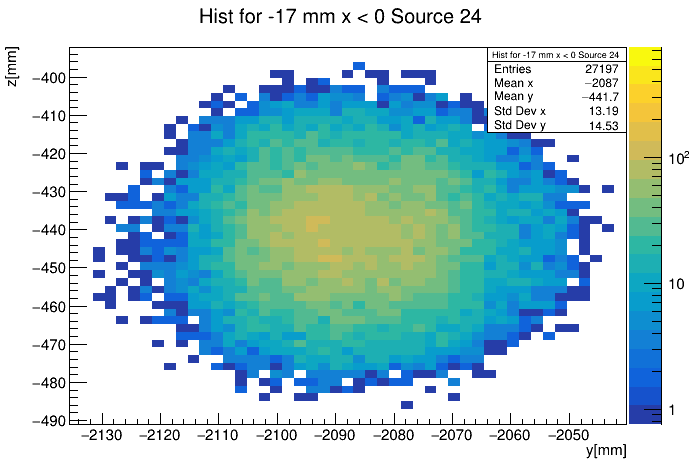 Hist for -17 mm x < 0 Source 24
z[mm]
Hist for -17 mm x < 0 Source 24
Entries 27197
Mean x −2087
Mean y −441.7
Std Dev x 13.19
Std Dev y 14.53
−400
−410
−420
−430
−440
−450
−460
−470
−480
−490
10²
10
1
−2130 −2120 −2110 −2100 −2090 −2080 −2070 −2060 −2050
y[mm]